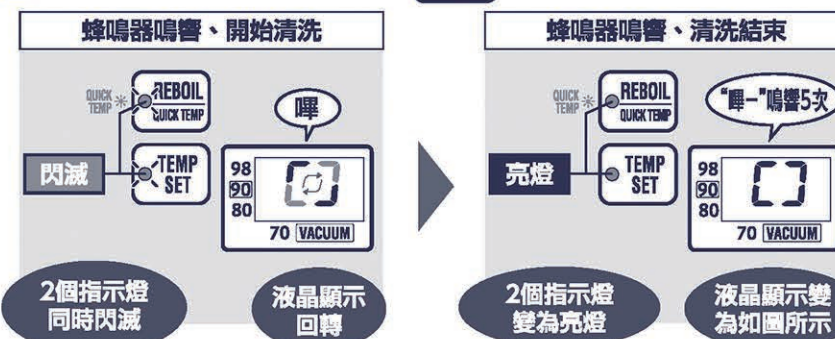 蜂鳴器鳴響、開始清洗
QUICK
TEMP
REBOIL
QUICK TEMP
嗶
閃滅
TEMP
SET
98
90
80
70 VACUUM
2個指示燈
同時閃滅
液晶顯示
回轉
蜂鳴器鳴響、清洗結束
QUICK
TEMP
REBOIL
QUICK TEMP
“嗶–”鳴響5次
亮燈
TEMP
SET
98
90
80
70 VACUUM
2個指示燈
變為亮燈
液晶顯示變
為如圖所示